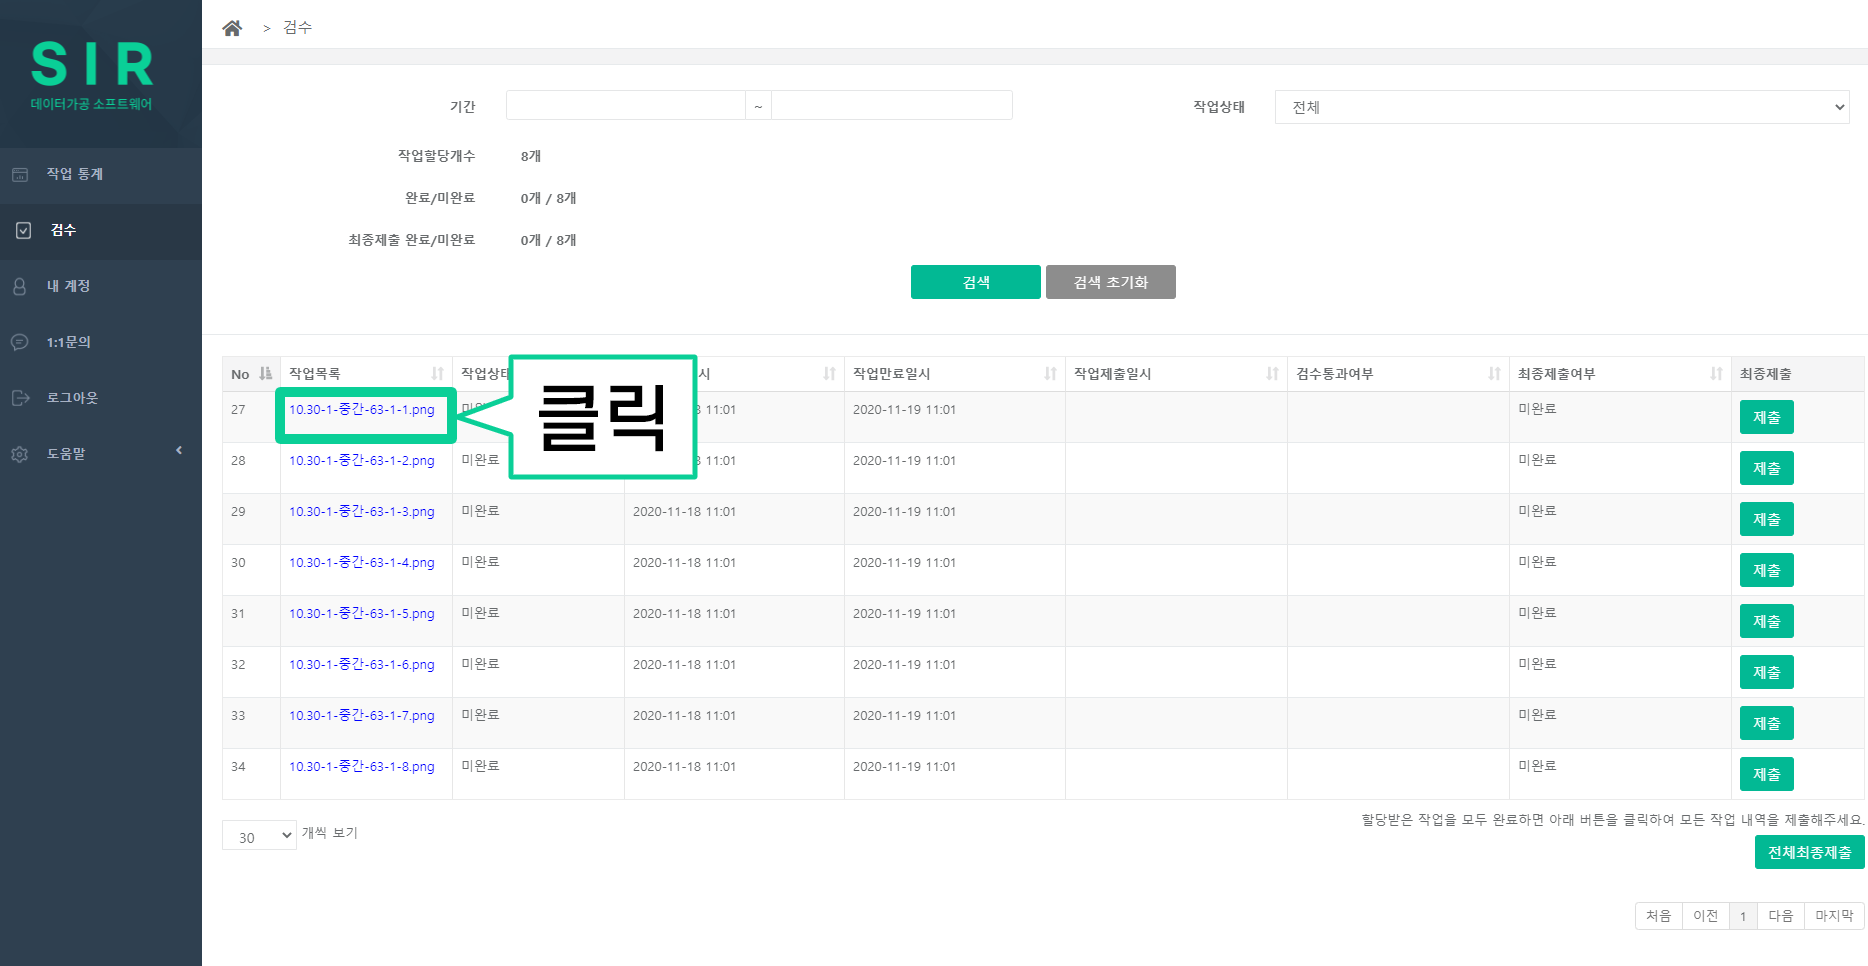 SIR
데이터가공 소프트웨어
작업 통계
검수
내 계정
1:1문의
로그아웃
도움말
> 검수
기간 ~ 작업상태 전체
작업할당개수 8개
완료/미완료 0개 / 8개
최종제출 완료/미완료 0개 / 8개
검색 검색 초기화
No 작업목록 작업상태 시 작업만료일시 작업제출일시 검수통과여부 최종제출여부 최종제출
27 10.30-1-중간-63-1-1.png 11:01 2020-11-19 11:01 미완료 제출
클릭
28 10.30-1-중간-63-1-2.png 미완료 11:01 2020-11-19 11:01 미완료 제출
29 10.30-1-중간-63-1-3.png 미완료 2020-11-18 11:01 2020-11-19 11:01 미완료 제출
30 10.30-1-중간-63-1-4.png 미완료 2020-11-18 11:01 2020-11-19 11:01 미완료 제출
31 10.30-1-중간-63-1-5.png 미완료 2020-11-18 11:01 2020-11-19 11:01 미완료 제출
32 10.30-1-중간-63-1-6.png 미완료 2020-11-18 11:01 2020-11-19 11:01 미완료 제출
33 10.30-1-중간-63-1-7.png 미완료 2020-11-18 11:01 2020-11-19 11:01 미완료 제출
34 10.30-1-중간-63-1-8.png 미완료 2020-11-18 11:01 2020-11-19 11:01 미완료 제출
30 개씩 보기
할당받은 작업을 모두 완료하면 아래 버튼을 클릭하여 모든 작업 내역을 제출해주세요.
전체최종제출
처음 이전 1 다음 마지막